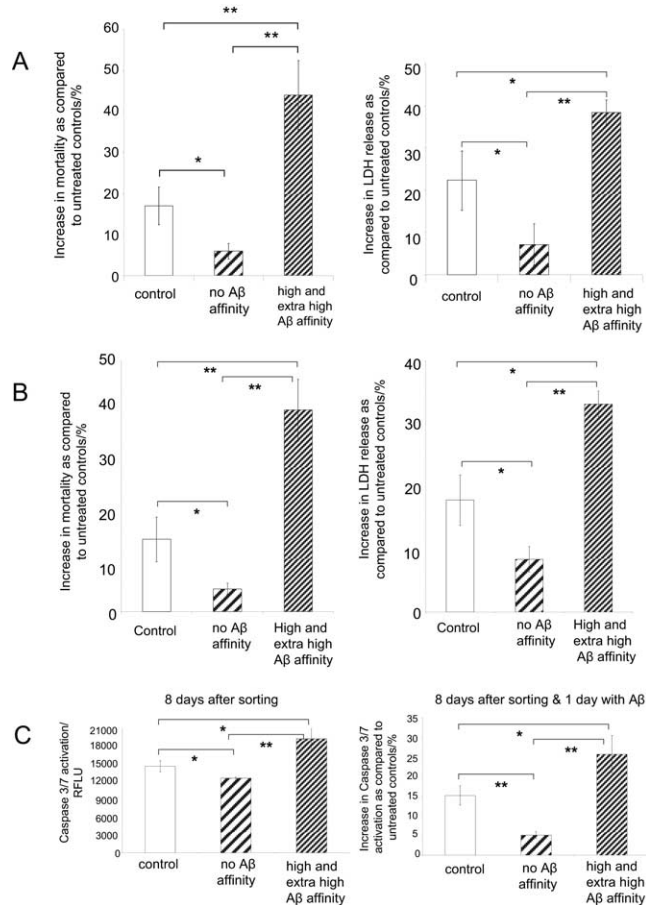 A
Increase in mortality as compared
to untreated controls/%
60
50
40
30
20
10
0
**
**
*
control
no Aβ
affinity
high and
extra high
Aβ affinity
Increase in LDH release as
compared to untreated controls/%
50
40
30
20
10
0
*
**
*
control
no Aβ
affinity
high and
extra high
Aβ affinity
B
Increase in mortality as compared
to untreated controls/%
50
40
30
20
10
0
**
**
*
Control
no Aβ
affinity
High and
extra high
Aβ affinity
Increase in LDH release as
compared to untreated controls/%
40
30
20
10
0
*
**
*
Control
no Aβ
affinity
High and
extra high
Aβ affinity
C
8 days after sorting
Caspase 3/7 activation/
RFLU
21000
18000
15000
12000
9000
6000
3000
0
*
**
*
control
no Aβ
affinity
high and
extra high
Aβ affinity
8 days after sorting & 1 day with Aβ
Increase in Caspase 3/7
activation as compared to
untreated controls/%
35
30
25
20
15
10
5
0
*
**
**
control
no Aβ
affinity
high and
extra high
Aβ affinity